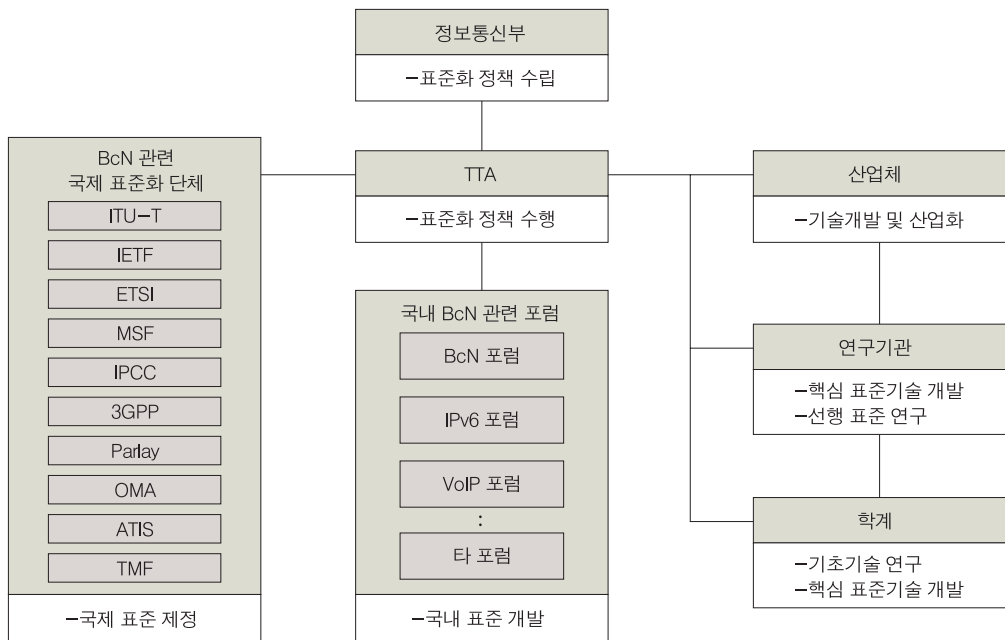 정보통신부
–표준화 정책 수립
BcN 관련
국제 표준화 단체
ITU–T
IETF
ETSI
MSF
IPCC
3GPP
Parlay
OMA
ATIS
TMF
–국제 표준 제정
TTA
–표준화 정책 수행
국내 BcN 관련 포럼
BcN 포럼
IPv6 포럼
VoIP 포럼
:
타 포럼
–국내 표준 개발
산업체
–기술개발 및 산업화
연구기관
–핵심 표준기술 개발
–선행 표준 연구
학계
–기초기술 연구
–핵심 표준기술 개발